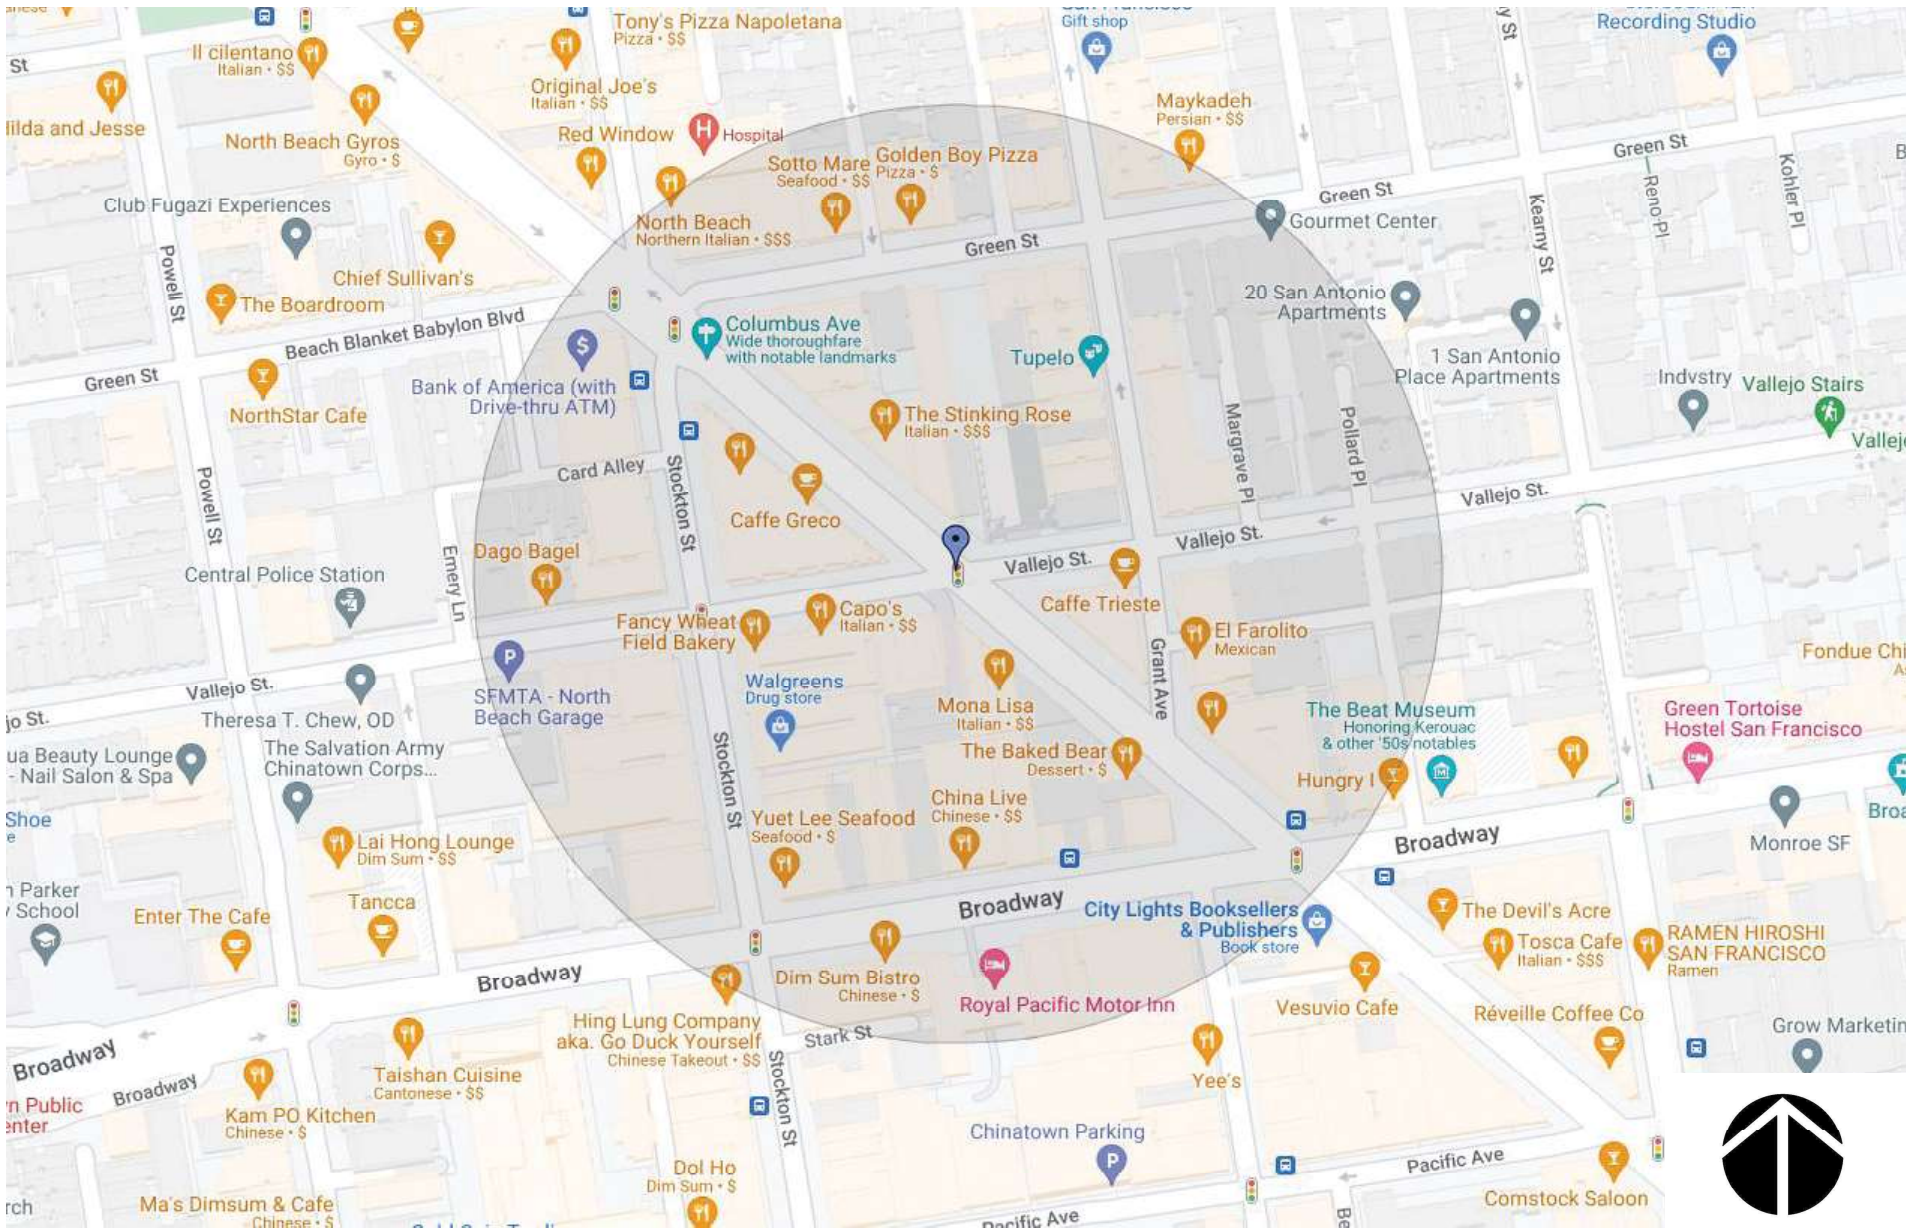 Il cilentano
Italian • $$
Tony's Pizza Napoletana
Pizza • $$
Gift shop
Recording Studio
St
Original Joe's
Italian • $$
Hilda and Jesse
North Beach Gyros
Gyro • $
Red Window
H
Hospital
Maykadeh
Persian • $$
Sotto Mare
Seafood • $$
Golden Boy Pizza
Pizza • $
Green St
Green St
Kohler Pl
Reno Pl
Kearny St
Club Fugazi Experiences
North Beach
Northern Italian • $$$
Gourmet Center
Green St
Powell St
Chief Sullivan's
The Boardroom
Beach Blanket Babylon Blvd
20 San Antonio
Apartments
Columbus Ave
Wide thoroughfare
with notable landmarks
Tupelo
1 San Antonio
Place Apartments
Green St
$
Bank of America (with
Drive-thru ATM)
NorthStar Cafe
The Stinking Rose
Italian • $$$
Indvstry
Vallejo Stairs
Margrave Pl
Pollard Pl
Card Alley
Stockton St
Powell St
Caffe Greco
Vallejo St.
Vallejo St.
Vallejo St.
Dago Bagel
Emery Ln
Central Police Station
Fancy Wheat
Field Bakery
Capo's
Italian • $$
Caffe Trieste
El Farolito
Mexican
Grant Ave
P
SFMTA - North
Beach Garage
Vallejo St.
jo St.
Theresa T. Chew, OD
Walgreens
Drug store
Mona Lisa
Italian • $$
The Beat Museum
Honoring Kerouac
& other '50s notables
Green Tortoise
Hostel San Francisco
Fondue Chi
ua Beauty Lounge
- Nail Salon & Spa
The Salvation Army
Chinatown Corps...
Stockton St
The Baked Bear
Dessert • $
Hungry I
M
Shoe
Lai Hong Lounge
Dim Sum • $$
Yuet Lee Seafood
Seafood • $
China Live
Chinese • $$
Broadway
Monroe SF
Broa
n Parker
y School
Enter The Cafe
Tancca
Broadway
City Lights Booksellers
& Publishers
Book store
The Devil's Acre
Tosca Cafe
Italian • $$$
RAMEN HIROSHI
SAN FRANCISCO
Ramen
Broadway
Dim Sum Bistro
Chinese • $
Royal Pacific Motor Inn
Vesuvio Cafe
Réveille Coffee Co
Hing Lung Company
aka. Go Duck Yourself
Chinese Takeout • $$
Stark St
Grow Marketin
Broadway
Broadway
Taishan Cuisine
Cantonese • $$
Stockton St
Yee's
n Public
enter
Kam PO Kitchen
Chinese • $
Chinatown Parking
P
Pacific Ave
Dol Ho
Dim Sum • $
Ma's Dimsum & Cafe
Chinese • $
Comstock Saloon
rch
Pacific Ave
Be